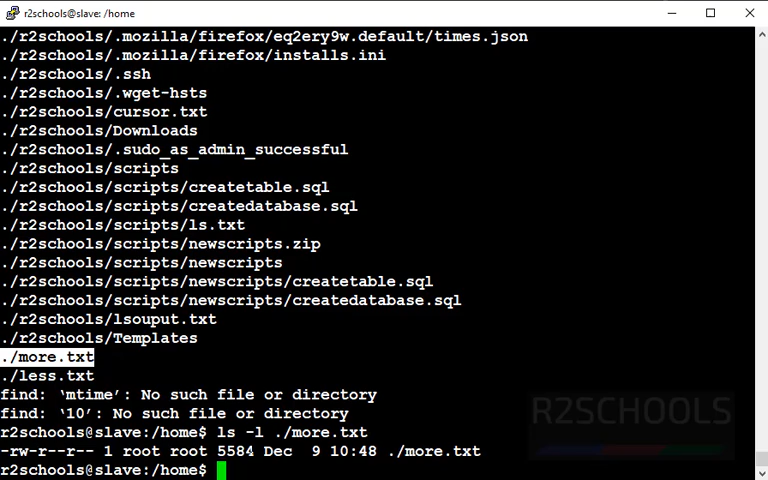 r2schools@slave: /home
./r2schools/.mozilla/firefox/eq2ery9w.default/times.json
./r2schools/.mozilla/firefox/installs.ini
./r2schools/.ssh
./r2schools/.wget-hsts
./r2schools/cursor.txt
./r2schools/Downloads
./r2schools/.sudo_as_admin_successful
./r2schools/scripts
./r2schools/scripts/createtable.sql
./r2schools/scripts/createdatabase.sql
./r2schools/scripts/ls.txt
./r2schools/scripts/newscripts.zip
./r2schools/scripts/newscripts
./r2schools/scripts/newscripts/createtable.sql
./r2schools/scripts/newscripts/createdatabase.sql
./r2schools/lsouput.txt
./r2schools/Templates
./more.txt
./less.txt
find: ‘mtime’: No such file or directory
find: ‘10’: No such file or directory
R2SCHOOLS
r2schools@slave:/home$ ls -l ./more.txt
-rw-r--r-- 1 root root 5584 Dec  9 10:48 ./more.txt
r2schools@slave:/home$